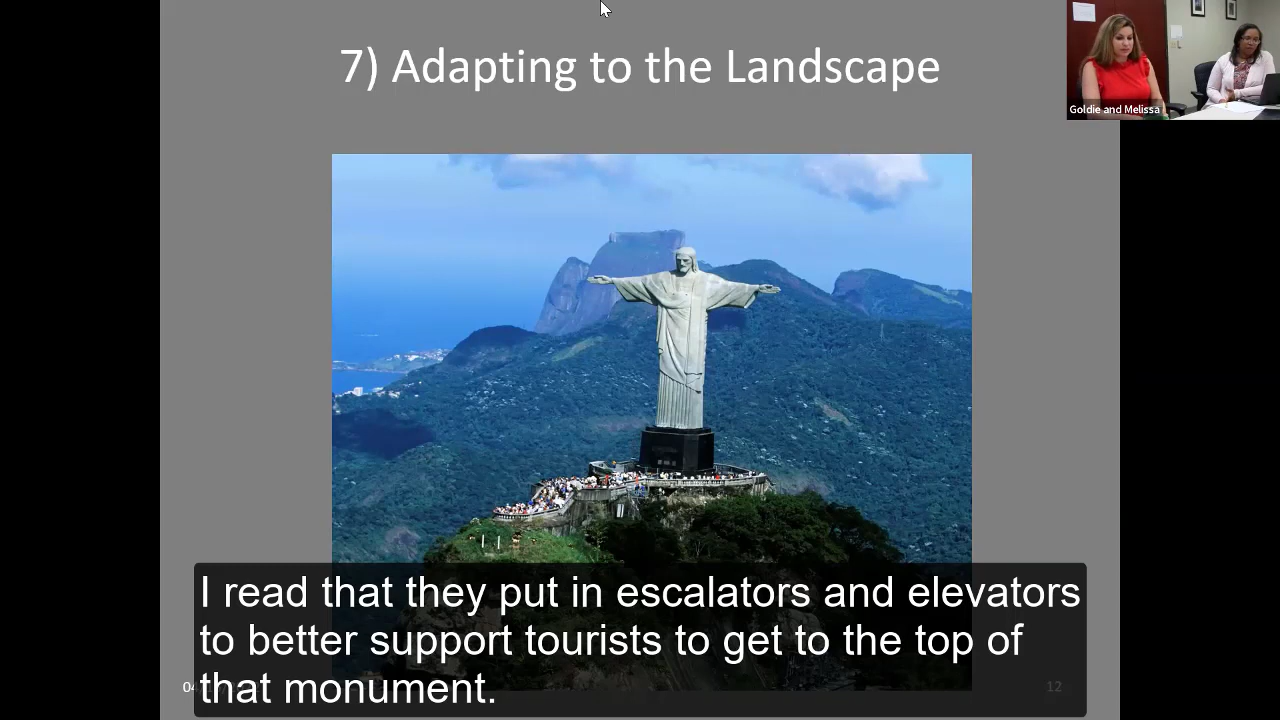 7) Adapting to the Landscape
Goldie and Melissa
I read that they put in escalators and elevators
to better support tourists to get to the top of
that monument.
12